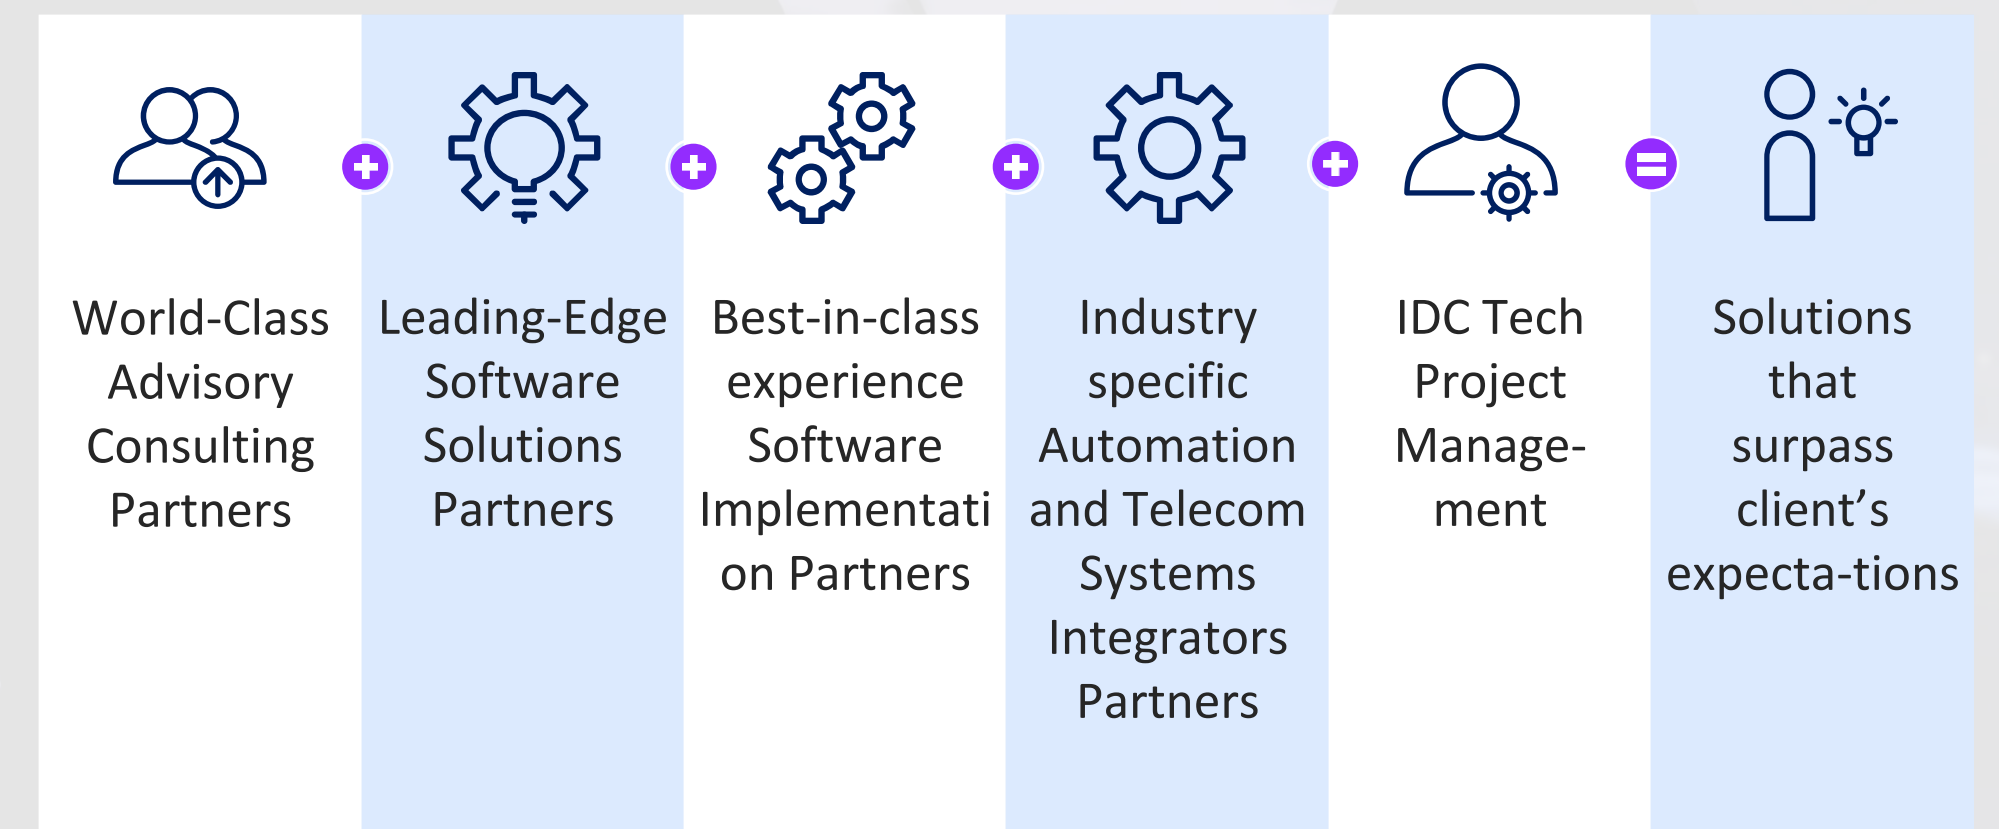 World-Class
Advisory
Consulting
Partners
Leading-Edge
Software
Solutions
Partners
Best-in-class
experience
Software
Implementati
on Partners
Industry
specific
Automation
and Telecom
Systems
Integrators
Partners
IDC Tech
Project
Manage-
ment
Solutions
that
surpass
client’s
expecta-tions